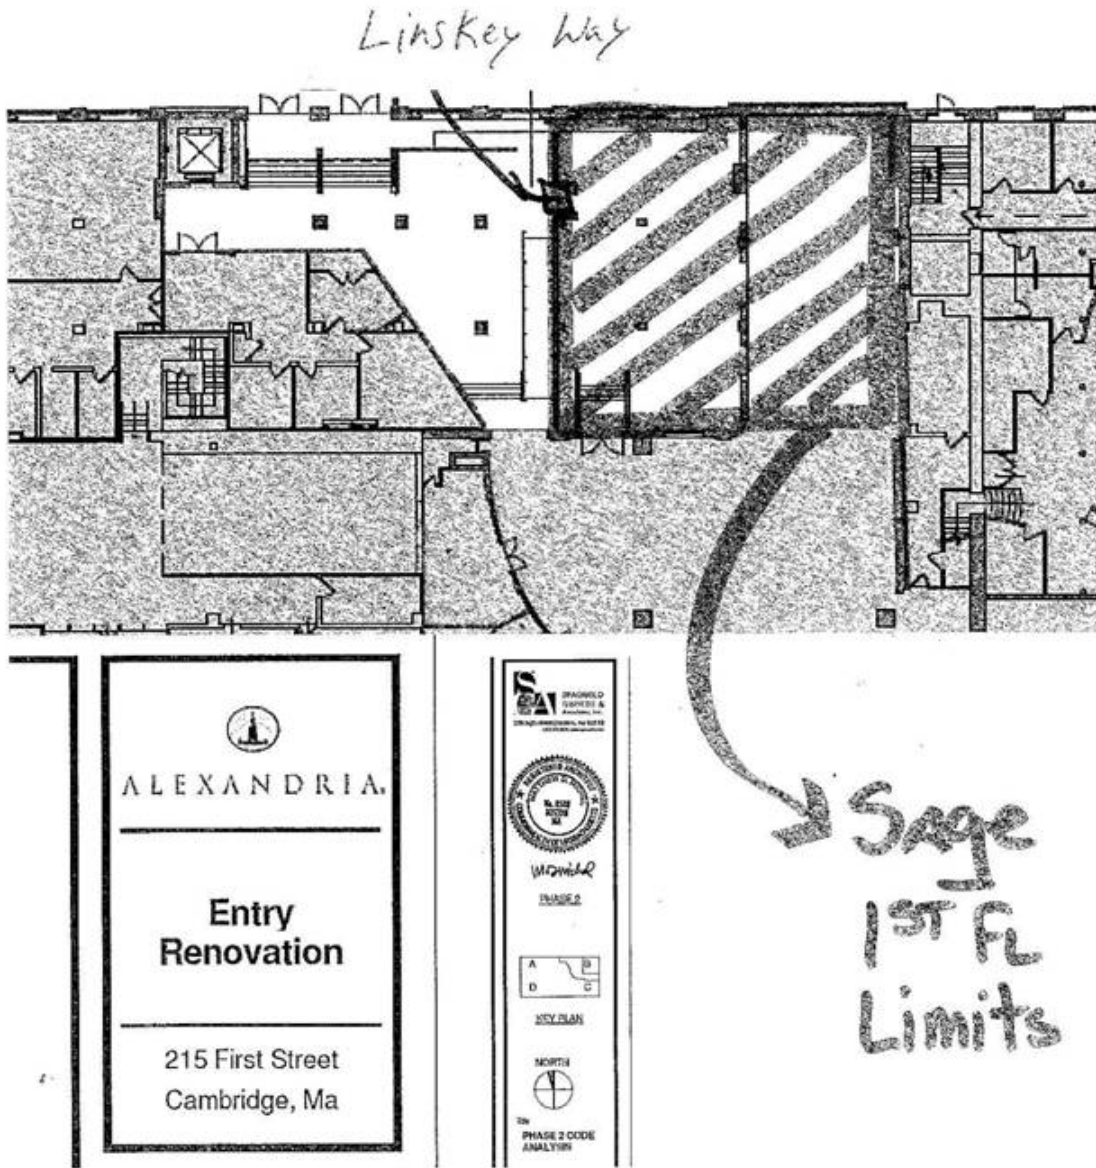 Linskey Way
ALEXANDRIA.
Entry
Renovation
215 First Street
Cambridge, Ma
PHASE 2
A B
D C
KEY PLAN
NORTH
Title
PHASE 2 CODE
ANALYSIS
Sage
1ST FL
Limits